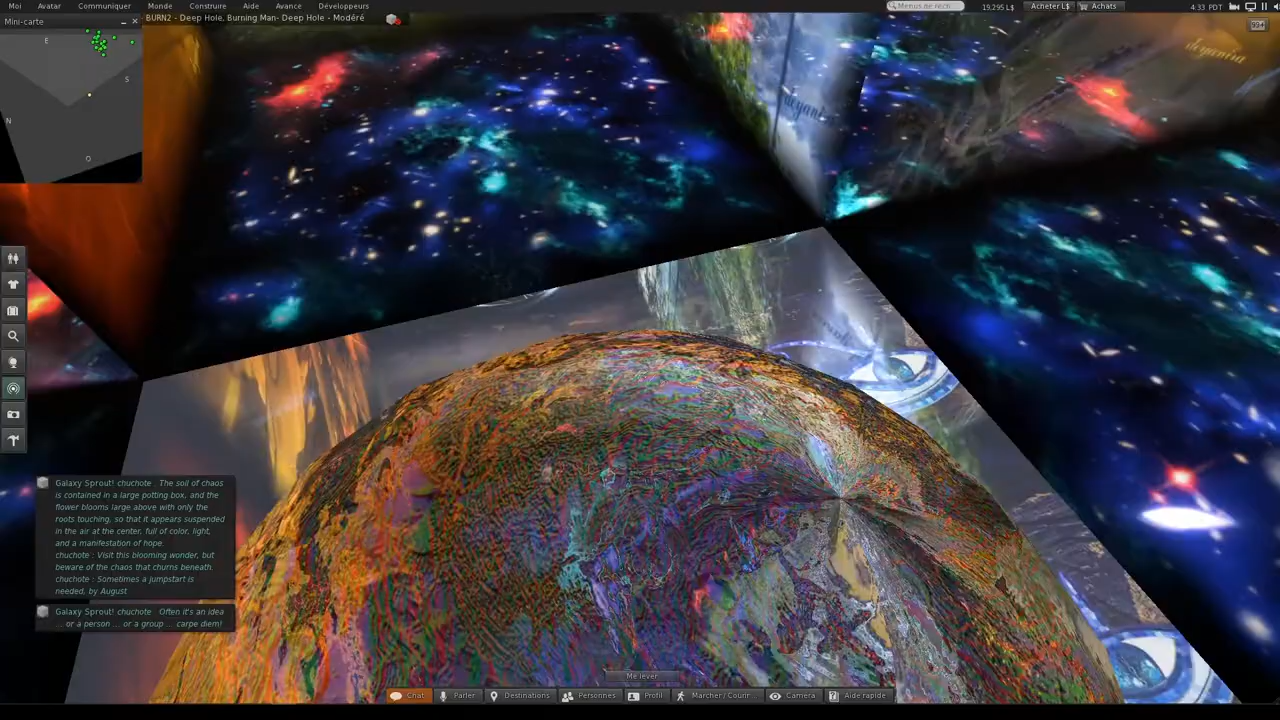 Moi Avatar Communiquer Monde Construire Aide Avance Développeurs
19,295 L$ Acheter L$ Achats 4:33 PDT
Mini-carte
BURN2 - Deep Hole, Burning Man- Deep Hole - Modéré
99+
E
S
N
O
Galaxy Sprout! chuchote : The soil of chaos
is contained in a large potting box, and the
flower blooms large above with only the
roots touching, so that it appears suspended
in the air at the center, full of color, light,
and a manifestation of hope.
chuchote : Visit this blooming wonder, but
beware of the chaos that churns beneath.
chuchote : Sometimes a jumpstart is
needed, by August
Galaxy Sprout! chuchote : Often it's an idea
... or a person ... or a group ... carpe diem!
Me lever
Chat Parler Destinations Personnes Profil Marcher / Courir... Caméra Aide rapide